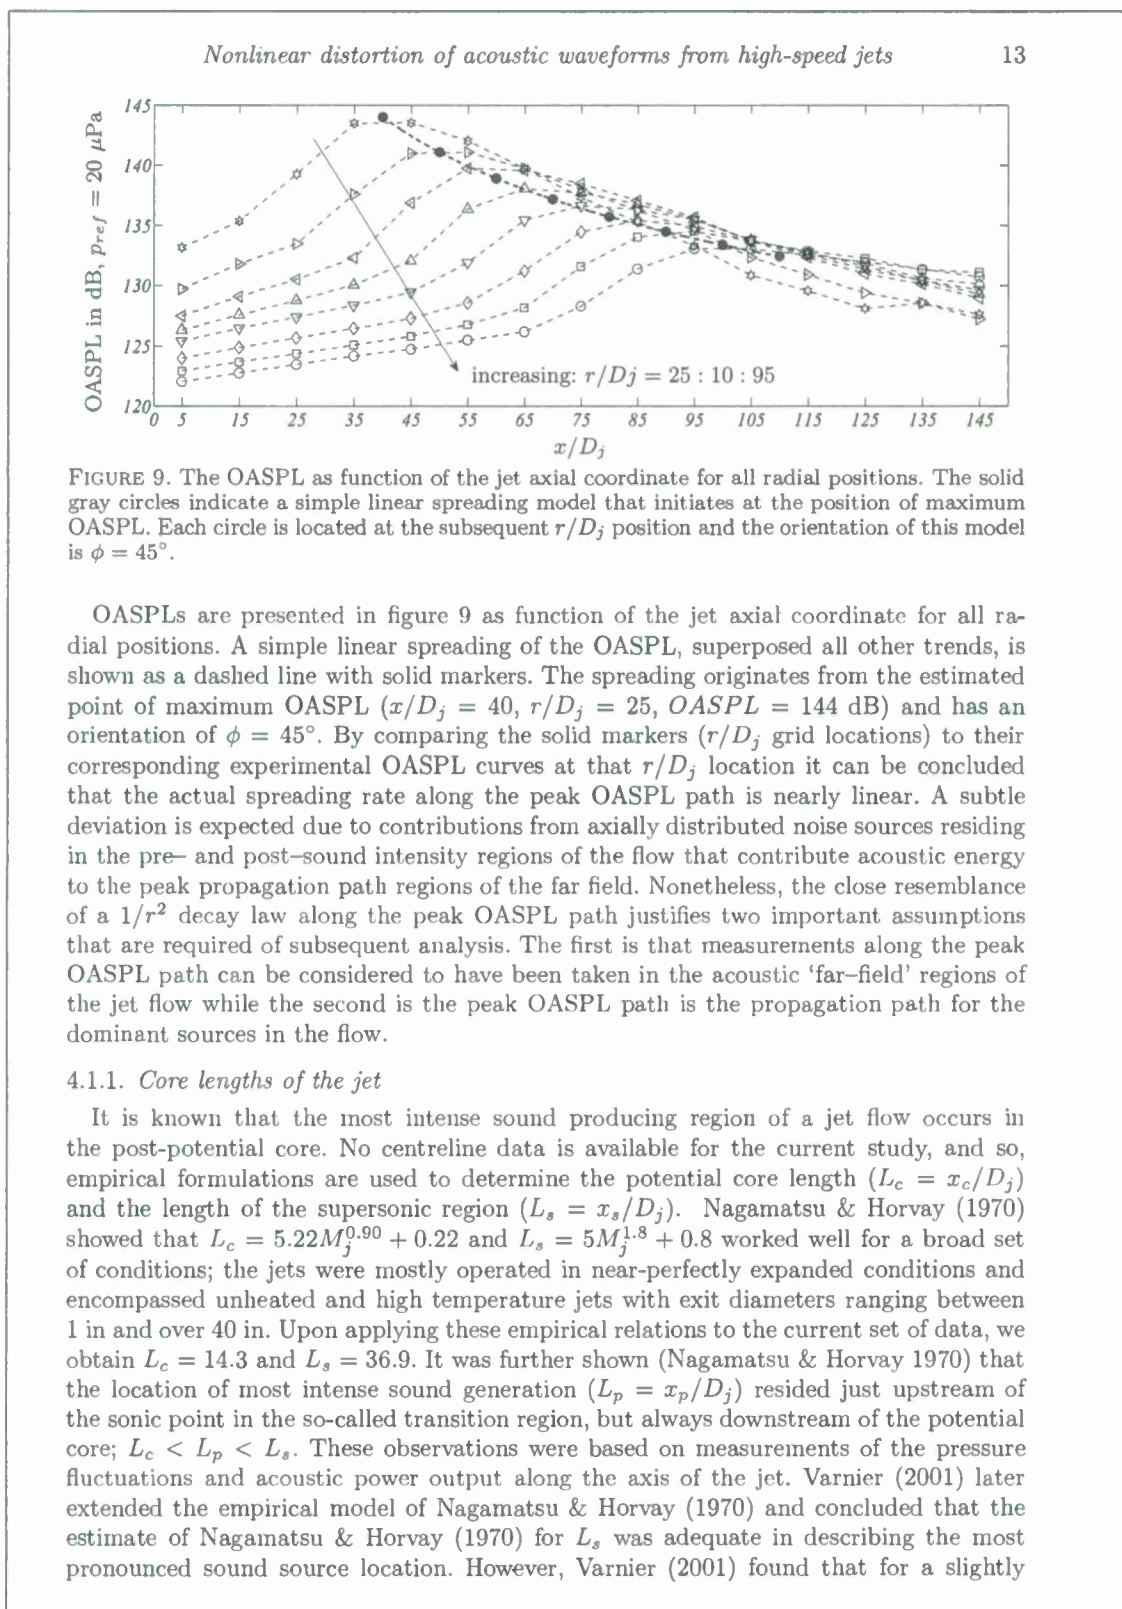 Nonlinear distortion of acoustic waveforms from high-speed jets 13
OASPL in dB, p_ref = 20 μPa
145
140
135
130
125
120
increasing: r/Dj = 25 : 10 : 95
0 5 15 25 35 45 55 65 75 85 95 105 115 125 135 145
x/D_j
FIGURE 9. The OASPL as function of the jet axial coordinate for all radial positions. The solid
gray circles indicate a simple linear spreading model that initiates at the position of maximum
OASPL. Each circle is located at the subsequent r/D_j position and the orientation of this model
is ϕ = 45°.
OASPLs are presented in figure 9 as function of the jet axial coordinate for all ra-
dial positions. A simple linear spreading of the OASPL, superposed all other trends, is
shown as a dashed line with solid markers. The spreading originates from the estimated
point of maximum OASPL (x/D_j = 40, r/D_j = 25, OASPL = 144 dB) and has an
orientation of ϕ = 45°. By comparing the solid markers (r/D_j grid locations) to their
corresponding experimental OASPL curves at that r/D_j location it can be concluded
that the actual spreading rate along the peak OASPL path is nearly linear. A subtle
deviation is expected due to contributions from axially distributed noise sources residing
in the pre– and post–sound intensity regions of the flow that contribute acoustic energy
to the peak propagation path regions of the far field. Nonetheless, the close resemblance
of a 1/r² decay law along the peak OASPL path justifies two important assumptions
that are required of subsequent analysis. The first is that measurements along the peak
OASPL path can be considered to have been taken in the acoustic ‘far–field’ regions of
the jet flow while the second is the peak OASPL path is the propagation path for the
dominant sources in the flow.
4.1.1. Core lengths of the jet
It is known that the most intense sound producing region of a jet flow occurs in
the post-potential core. No centreline data is available for the current study, and so,
empirical formulations are used to determine the potential core length (L_c = x_c/D_j)
and the length of the supersonic region (L_s = x_s/D_j). Nagamatsu & Horvay (1970)
showed that L_c = 5.22M_j^0.90 + 0.22 and L_s = 5M_j^1.8 + 0.8 worked well for a broad set
of conditions; the jets were mostly operated in near-perfectly expanded conditions and
encompassed unheated and high temperature jets with exit diameters ranging between
1 in and over 40 in. Upon applying these empirical relations to the current set of data, we
obtain L_c = 14.3 and L_s = 36.9. It was further shown (Nagamatsu & Horvay 1970) that
the location of most intense sound generation (L_p = x_p/D_j) resided just upstream of
the sonic point in the so-called transition region, but always downstream of the potential
core; L_c < L_p < L_s. These observations were based on measurements of the pressure
fluctuations and acoustic power output along the axis of the jet. Varnier (2001) later
extended the empirical model of Nagamatsu & Horvay (1970) and concluded that the
estimate of Nagamatsu & Horvay (1970) for L_s was adequate in describing the most
pronounced sound source location. However, Varnier (2001) found that for a slightly